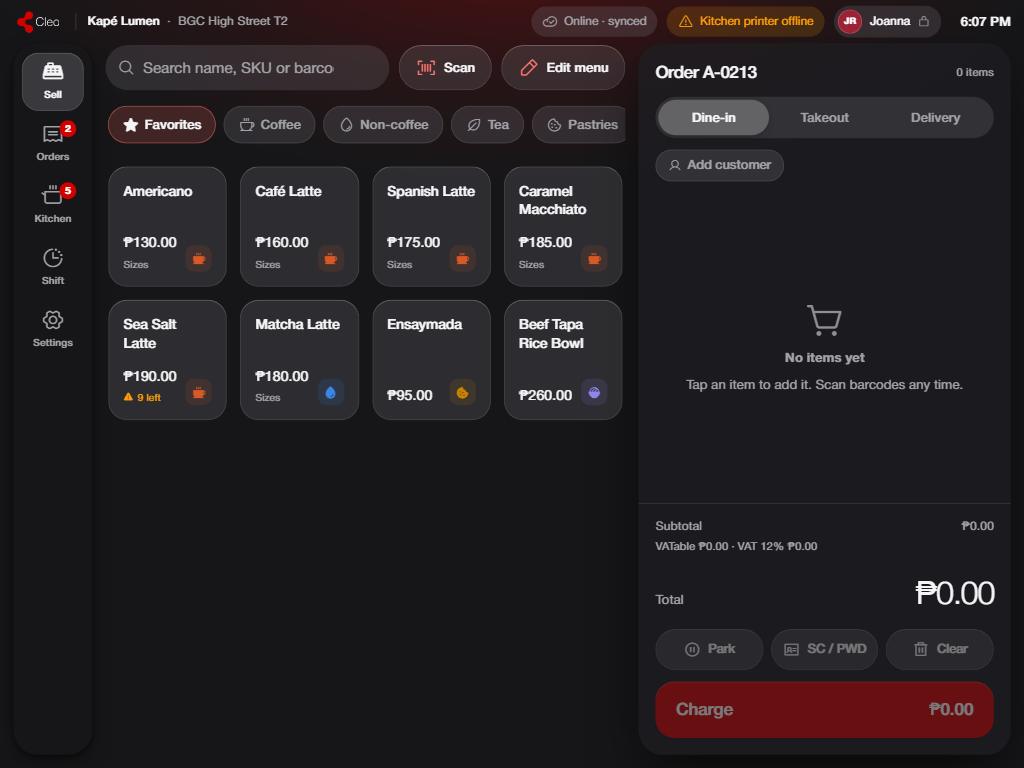 Cleo
Kapé Lumen · BGC High Street T2
Online · synced
Kitchen printer offline
JR
Joanna
6:07 PM
Sell
2
Orders
5
Kitchen
Shift
Settings
Search name, SKU or barco
Scan
Edit menu
Favorites
Coffee
Non-coffee
Tea
Pastries
Americano
₱130.00
Sizes
Café Latte
₱160.00
Sizes
Spanish Latte
₱175.00
Sizes
Caramel
Macchiato
₱185.00
Sizes
Sea Salt
Latte
₱190.00
9 left
Matcha Latte
₱180.00
Sizes
Ensaymada
₱95.00
Beef Tapa
Rice Bowl
₱260.00
Order A-0213
0 items
Dine-in
Takeout
Delivery
Add customer
No items yet
Tap an item to add it. Scan barcodes any time.
Subtotal ₱0.00
VATable ₱0.00 · VAT 12% ₱0.00
Total ₱0.00
Park
SC / PWD
Clear
Charge ₱0.00